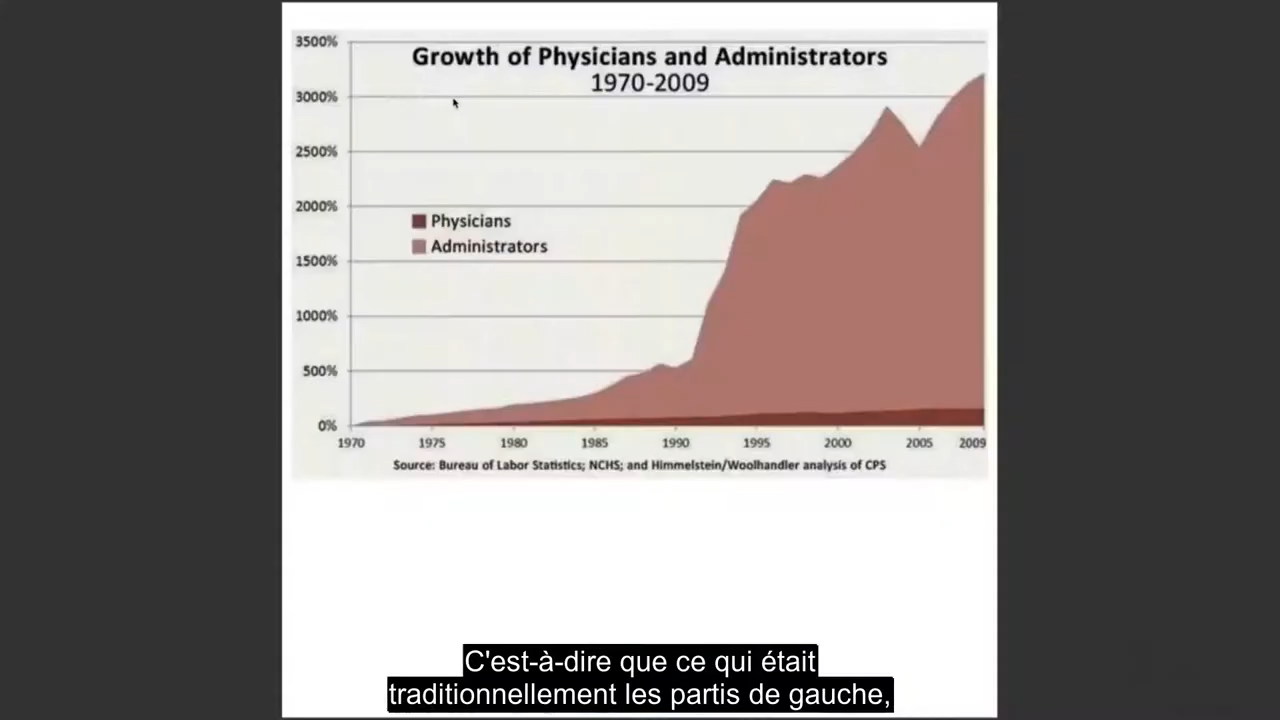 Growth of Physicians and Administrators
1970-2009
3500%
3000%
2500%
2000%
1500%
1000%
500%
0%
Physicians
Administrators
1970 1975 1980 1985 1990 1995 2000 2005 2009
Source: Bureau of Labor Statistics; NCHS; and Himmelstein/Woolhandler analysis of CPS
C'est-à-dire que ce qui était
traditionnellement les partis de gauche,